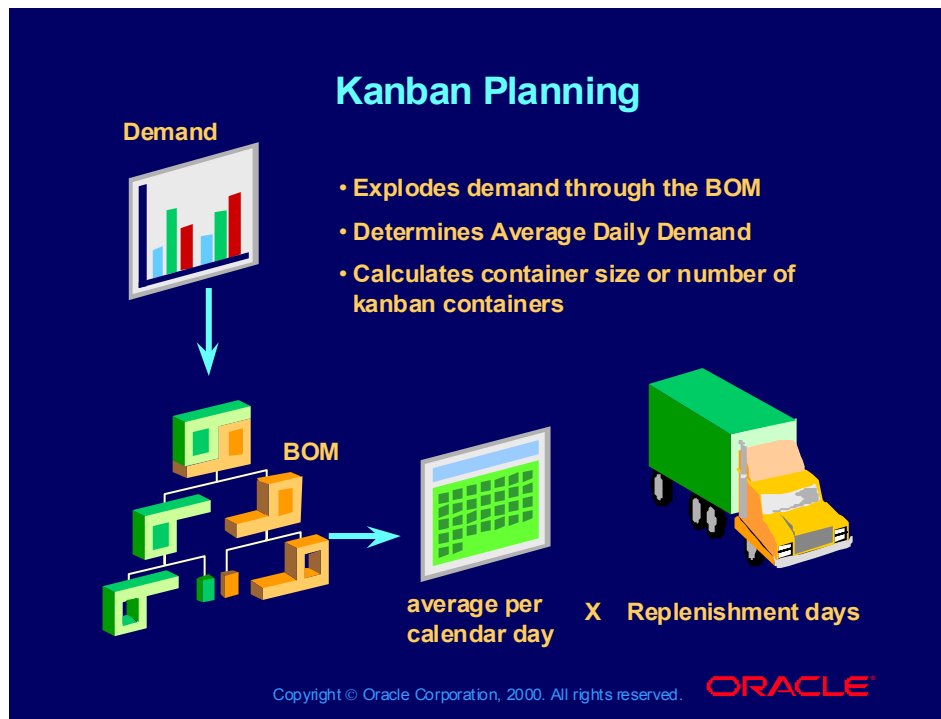 Kanban Planning
Demand
• Explodes demand through the BOM
• Determines Average Daily Demand
• Calculates container size or number of
kanban containers
BOM
average per
calendar day
X Replenishment days
Copyright © Oracle Corporation, 2000. All rights reserved.
ORACLE®